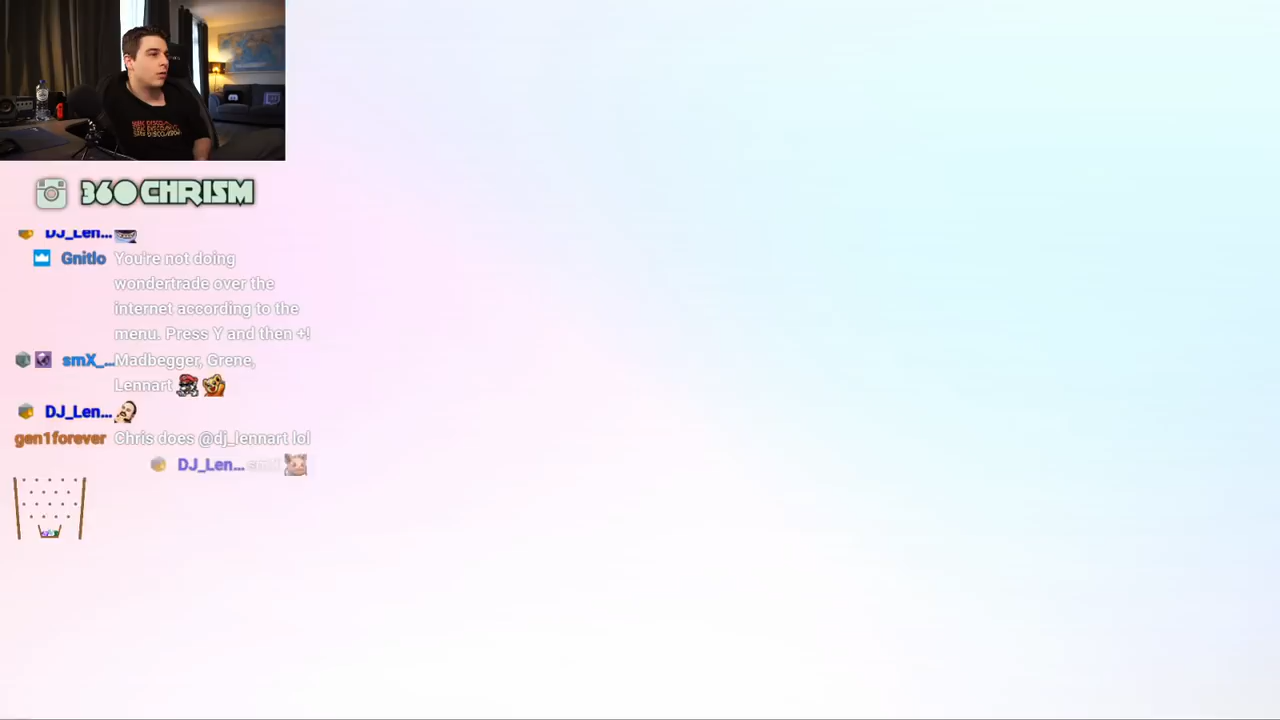 360CHRISM
DJ_Len...
Gnitlo You're not doing
wondertrade over the
internet according to the
menu. Press Y and then +!
smX_... Madbegger, Grene,
Lennart
DJ_Len...
gen1forever Chris does @dj_lennart lol
DJ_Len...